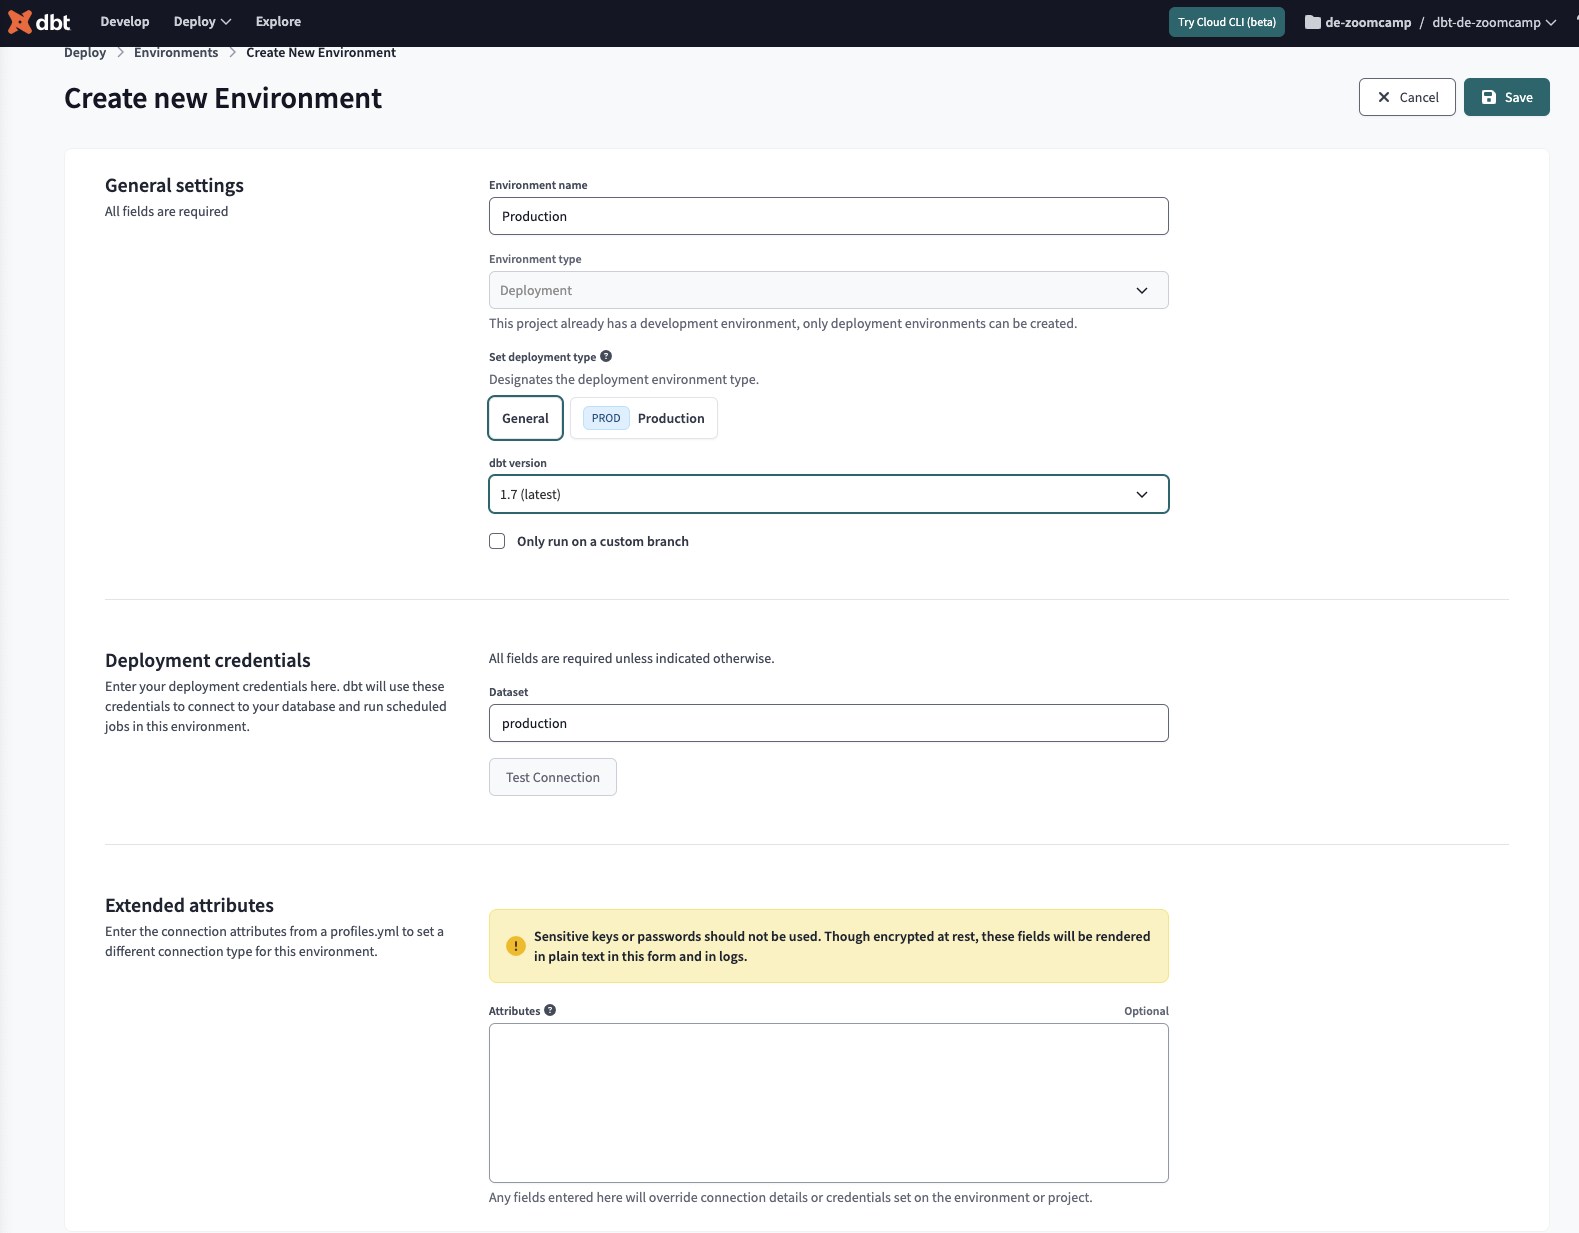 dbt
Develop
Deploy
Explore
Try Cloud CLI (beta)
de-zoomcamp / dbt-de-zoomcamp
Deploy > Environments > Create New Environment
Create new Environment
Cancel
Save
General settings
All fields are required
Environment name
Production
Environment type
Deployment
This project already has a development environment, only deployment environments can be created.
Set deployment type
Designates the deployment environment type.
General
PROD Production
dbt version
1.7 (latest)
Only run on a custom branch
Deployment credentials
Enter your deployment credentials here. dbt will use these
credentials to connect to your database and run scheduled
jobs in this environment.
All fields are required unless indicated otherwise.
Dataset
production
Test Connection
Extended attributes
Enter the connection attributes from a profiles.yml to set a
different connection type for this environment.
Sensitive keys or passwords should not be used. Though encrypted at rest, these fields will be rendered
in plain text in this form and in logs.
Attributes
Optional
Any fields entered here will override connection details or credentials set on the environment or project.